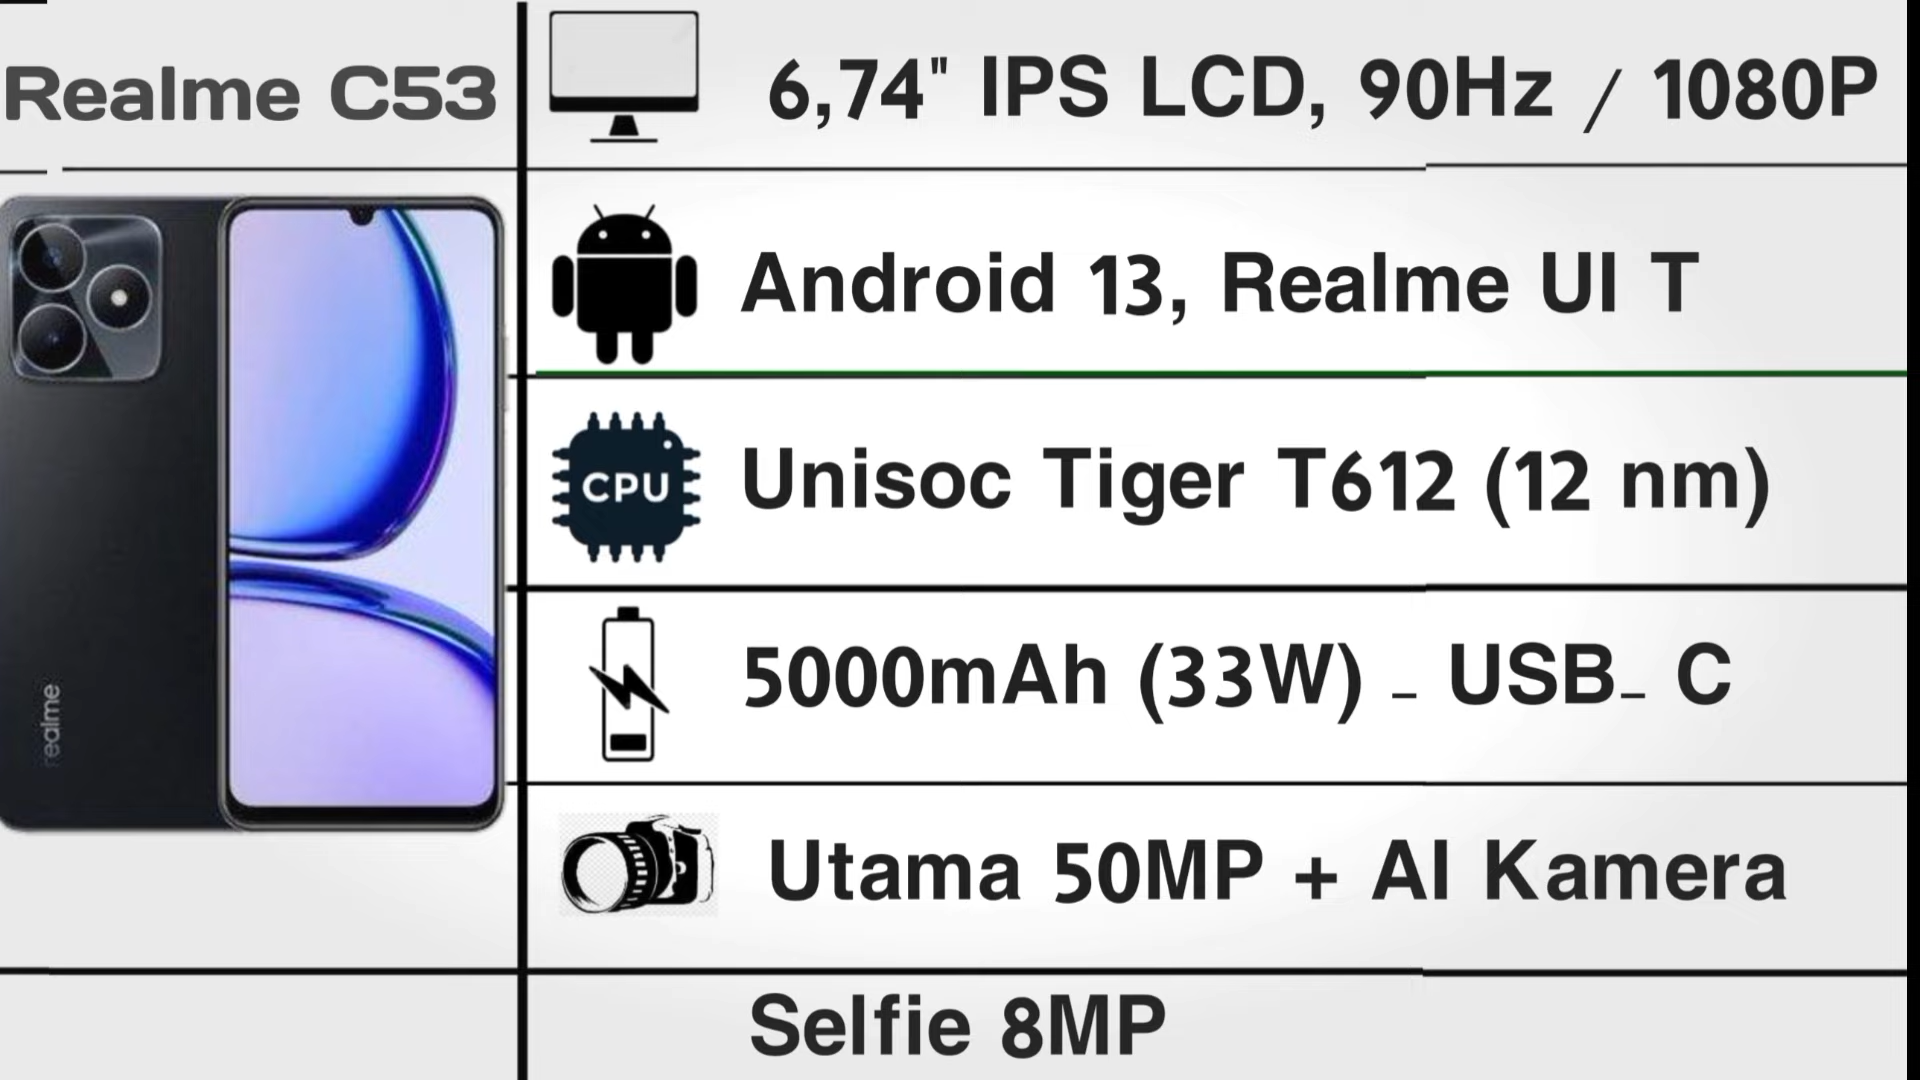 Realme C53
6,74" IPS LCD, 90Hz / 1080P
Android 13, Realme UI T
CPU
Unisoc Tiger T612 (12 nm)
5000mAh (33W) - USB- C
realme
Utama 50MP + AI Kamera
Selfie 8MP